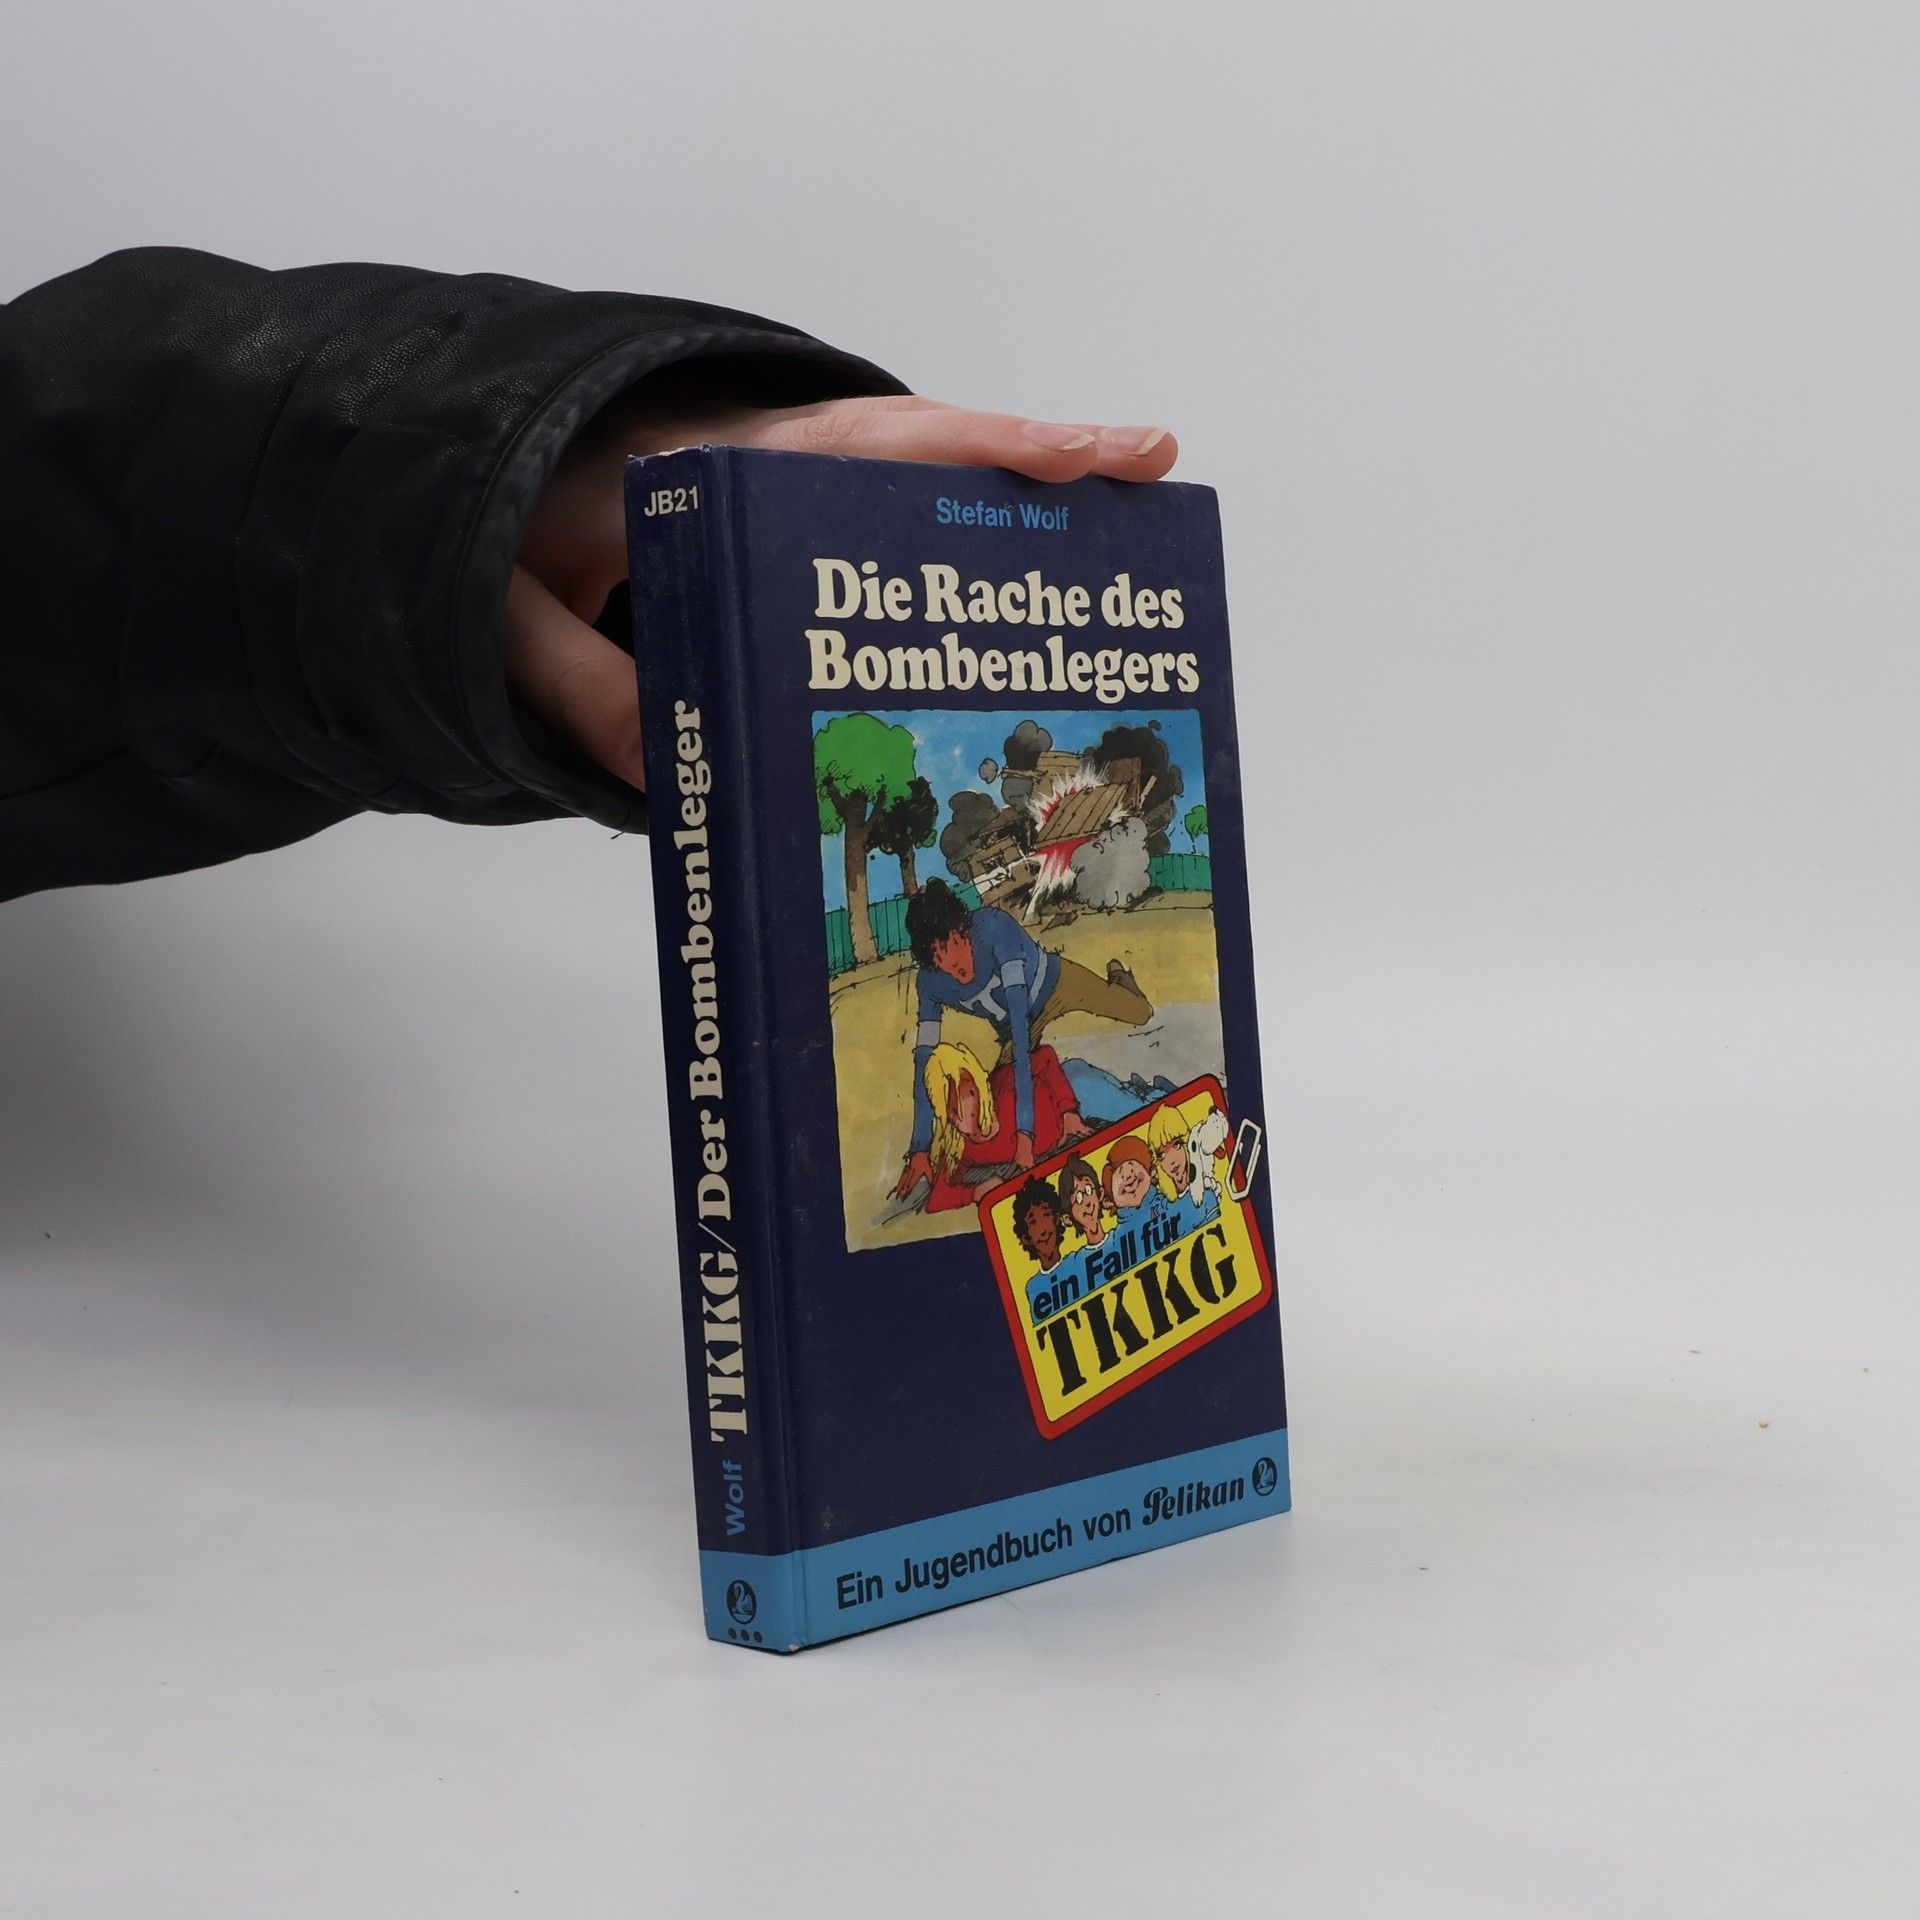 JB21
TKKG/Der Bombenleger
Wolf
Stefan Wolf
Die Rache des
Bombenlegers
ein Fall für
TKKG
Ein Jugendbuch von Pelikan